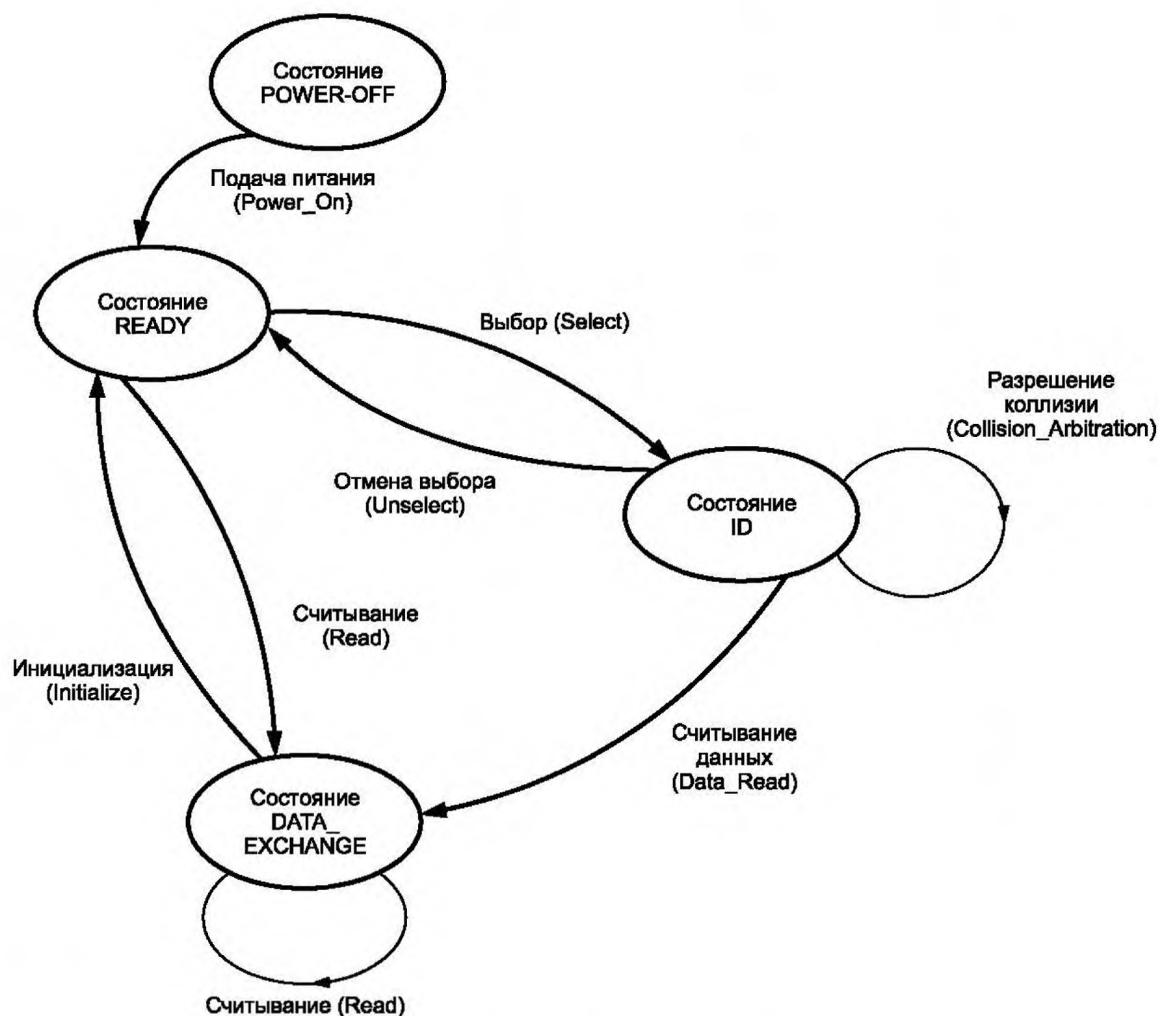 Состояние
POWER-OFF
Подача питания
(Power_On)
Состояние
READY
Выбор (Select)
Разрешение
коллизии
(Collision_Arbitration)
Отмена выбора
(Unselect)
Состояние
ID
Считывание
(Read)
Инициализация
(Initialize)
Считывание
данных
(Data_Read)
Состояние
DATA_
EXCHANGE
Считывание (Read)